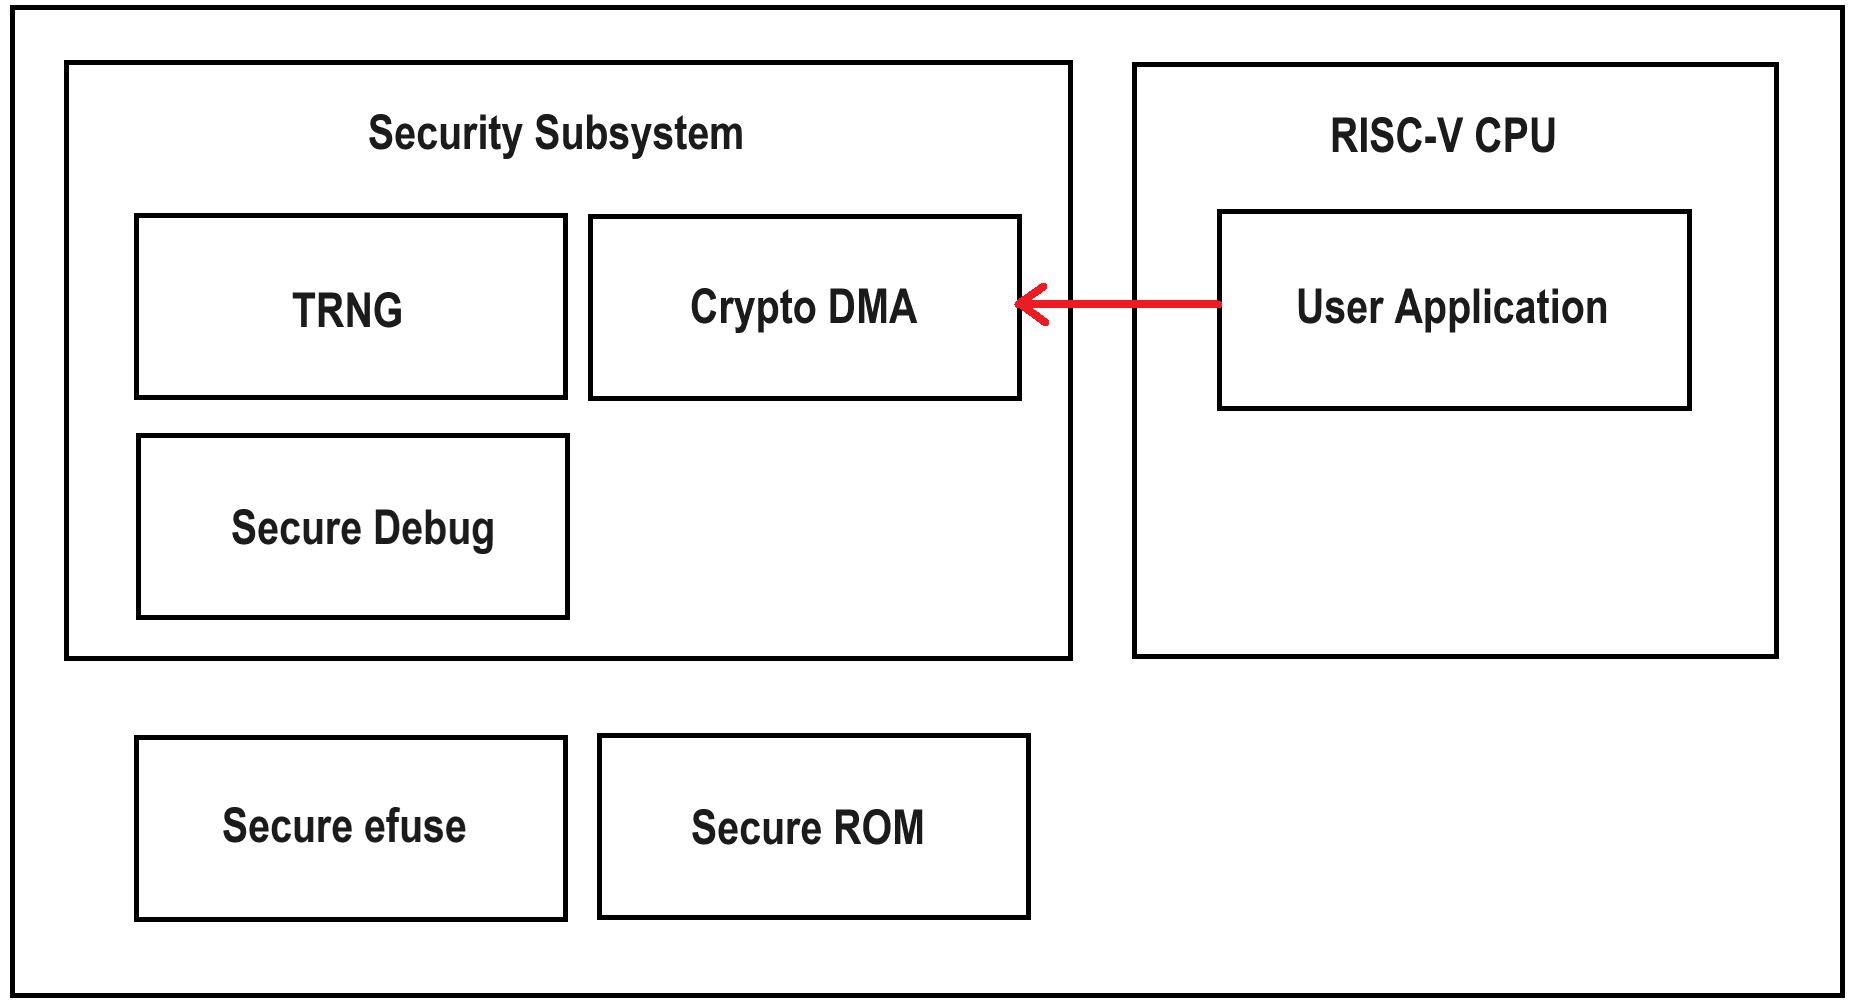 Security Subsystem
RISC-V CPU
TRNG
Crypto DMA
User Application
Secure Debug
Secure efuse
Secure ROM